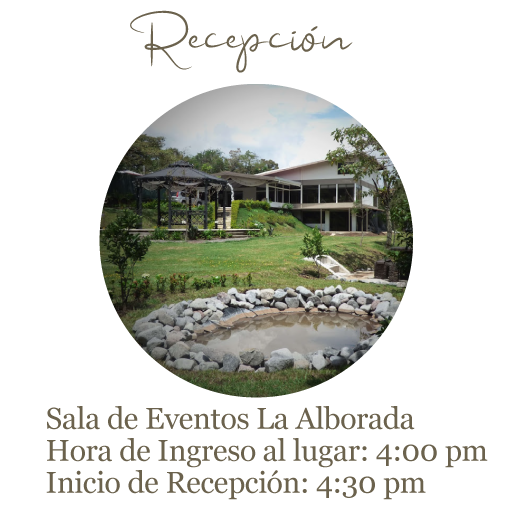 Recepción
Sala de Eventos La Alborada
Hora de Ingreso al lugar: 4:00 pm
Inicio de Recepción: 4:30 pm